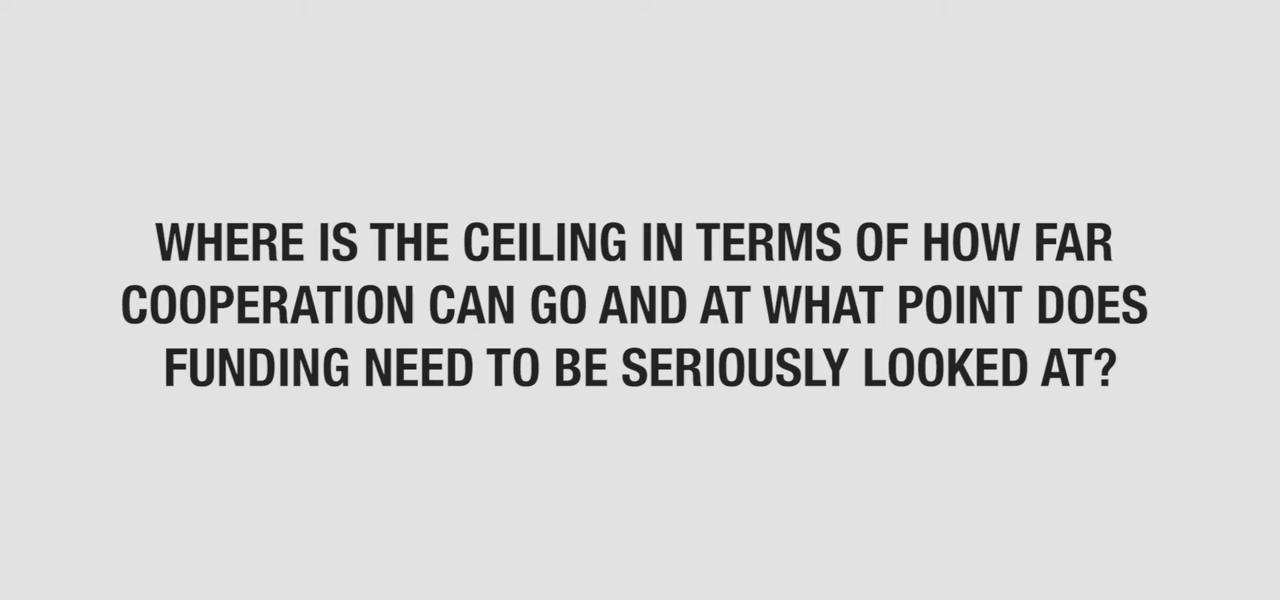 WHERE IS THE CEILING IN TERMS OF HOW FAR
COOPERATION CAN GO AND AT WHAT POINT DOES
FUNDING NEED TO BE SERIOUSLY LOOKED AT?